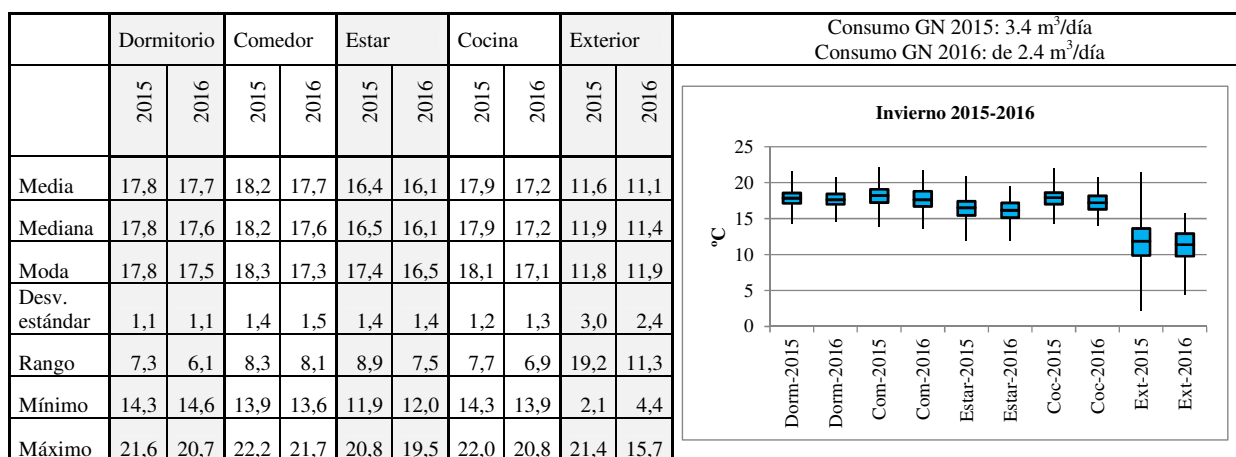 Dormitorio Comedor Estar Cocina Exterior
Consumo GN 2015: 3.4 m³/día
Consumo GN 2016: de 2.4 m³/día
2015 2016 2015 2016 2015 2016 2015 2016 2015 2016
Media 17,8 17,7 18,2 17,7 16,4 16,1 17,9 17,2 11,6 11,1
Mediana 17,8 17,6 18,2 17,6 16,5 16,1 17,9 17,2 11,9 11,4
Moda 17,8 17,5 18,3 17,3 17,4 16,5 18,1 17,1 11,8 11,9
Desv.
estándar 1,1 1,1 1,4 1,5 1,4 1,4 1,2 1,3 3,0 2,4
Rango 7,3 6,1 8,3 8,1 8,9 7,5 7,7 6,9 19,2 11,3
Mínimo 14,3 14,6 13,9 13,6 11,9 12,0 14,3 13,9 2,1 4,4
Máximo 21,6 20,7 22,2 21,7 20,8 19,5 22,0 20,8 21,4 15,7
Invierno 2015-2016
25
20
15
10
5
0
ºC
Dorm-2015
Dorm-2016
Com-2015
Com-2016
Estar-2015
Estar-2016
Coc-2015
Coc-2016
Ext-2015
Ext-2016